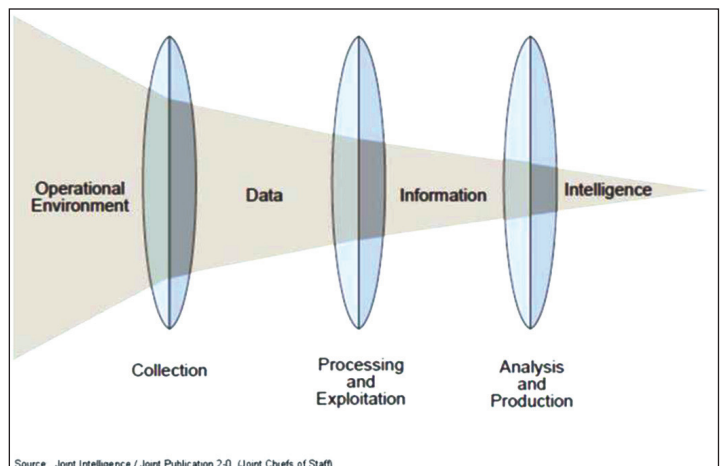 Operational
Environment
Data
Information
Intelligence
Collection
Processing
and
Exploitation
Analysis
and
Production
Source Joint Intelligence / Joint Publication 2-0 (Joint Chiefs of Staff)